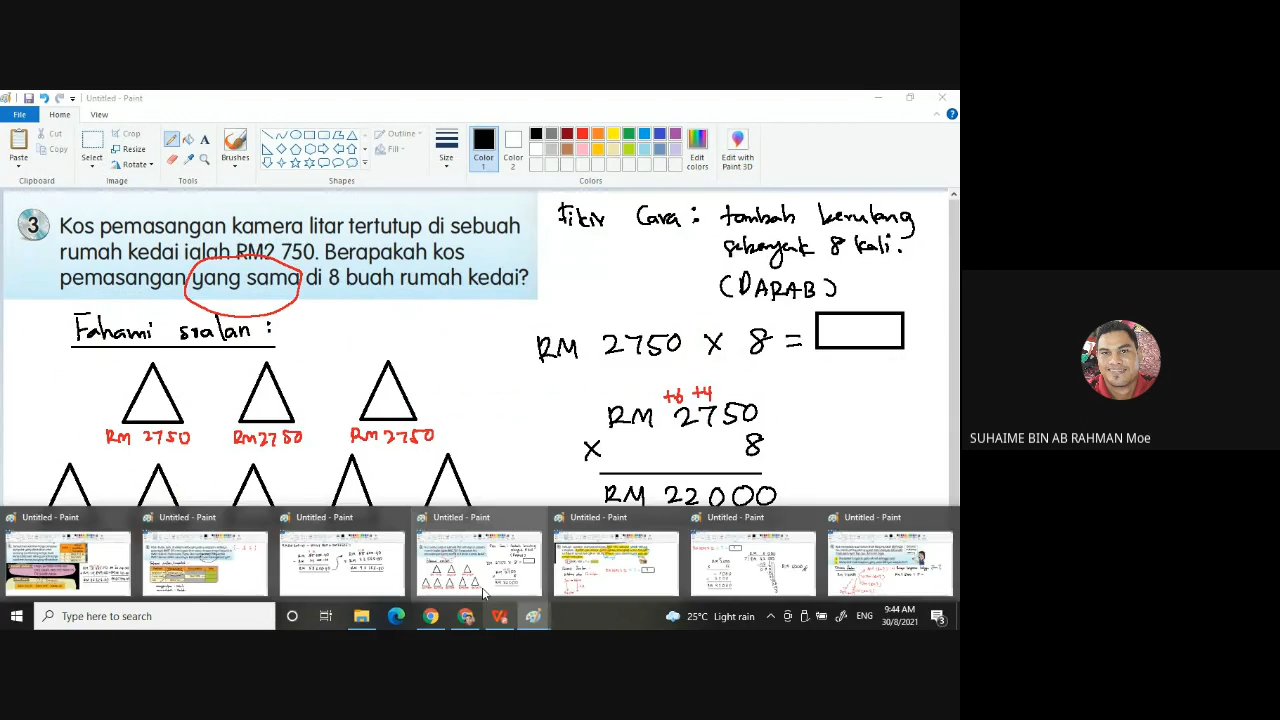 Untitled - Paint
File Home View
Paste
Cut
Copy
Clipboard
Select
Crop
Resize
Rotate
Image
Tools
Brushes
Shapes
Outline
Fill
Size
Color 1
Color 2
Edit colors
Edit with Paint 3D
Colors
3 Kos pemasangan kamera litar tertutup di sebuah
rumah kedai ialah RM2 750. Berapakah kos
pemasangan yang sama di 8 buah rumah kedai?
Fahami soalan :
RM 2750 RM2750 RM 2750
Fikir Cara : tambah berulang
sebanyak 8 kali.
(DARAB)
RM 2750 x 8 =
+6 +4
RM 2750
x 8
RM 22000
Untitled - Paint Untitled - Paint Untitled - Paint Untitled - Paint Untitled - Paint Untitled - Paint Untitled - Paint
Type here to search
25°C Light rain
ENG
9:44 AM
30/8/2021
3
SUHAIME BIN AB RAHMAN Moe